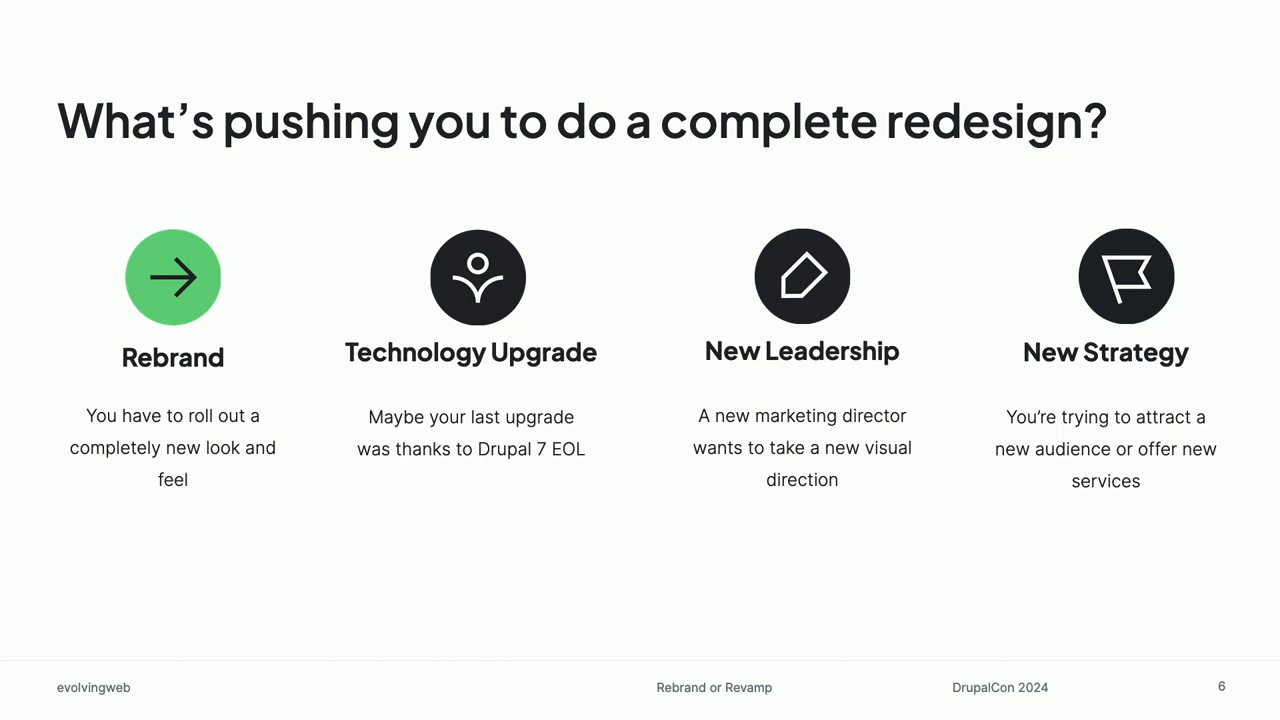 What’s pushing you to do a complete redesign?
Rebrand
You have to roll out a
completely new look and
feel
Technology Upgrade
Maybe your last upgrade
was thanks to Drupal 7 EOL
New Leadership
A new marketing director
wants to take a new visual
direction
New Strategy
You’re trying to attract a
new audience or offer new
services
evolvingweb
Rebrand or Revamp
DrupalCon 2024
6